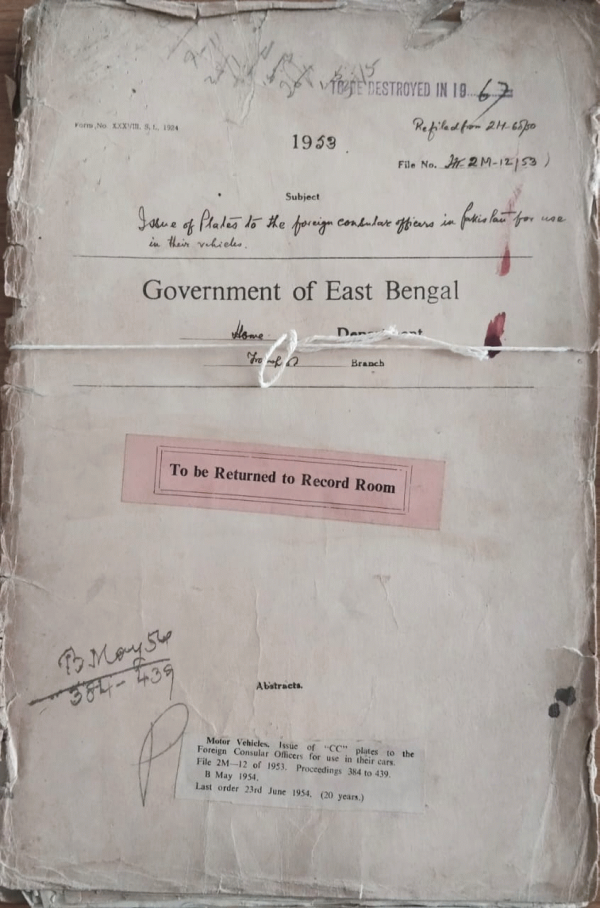 TO BE DESTROYED IN 19 67
Form No. XXXVIII. S. I., 1934
1953
Refiled from 2H-
File No. 2M-12/53
Subject
Issue of Plates to the foreign consular officers in Pakistan for use
in their vehicles.
Government of East Bengal
Home Department
Branch
To be Returned to Record Room
B May 54
384-439
Abstracts.
Motor Vehicles. Issue of "CC" plates to the
Foreign Consular Officers for use in their cars.
File 2M—12 of 1953. Proceedings 384 to 439.
B May 1954.
Last order 23rd June 1954. (20 years.)